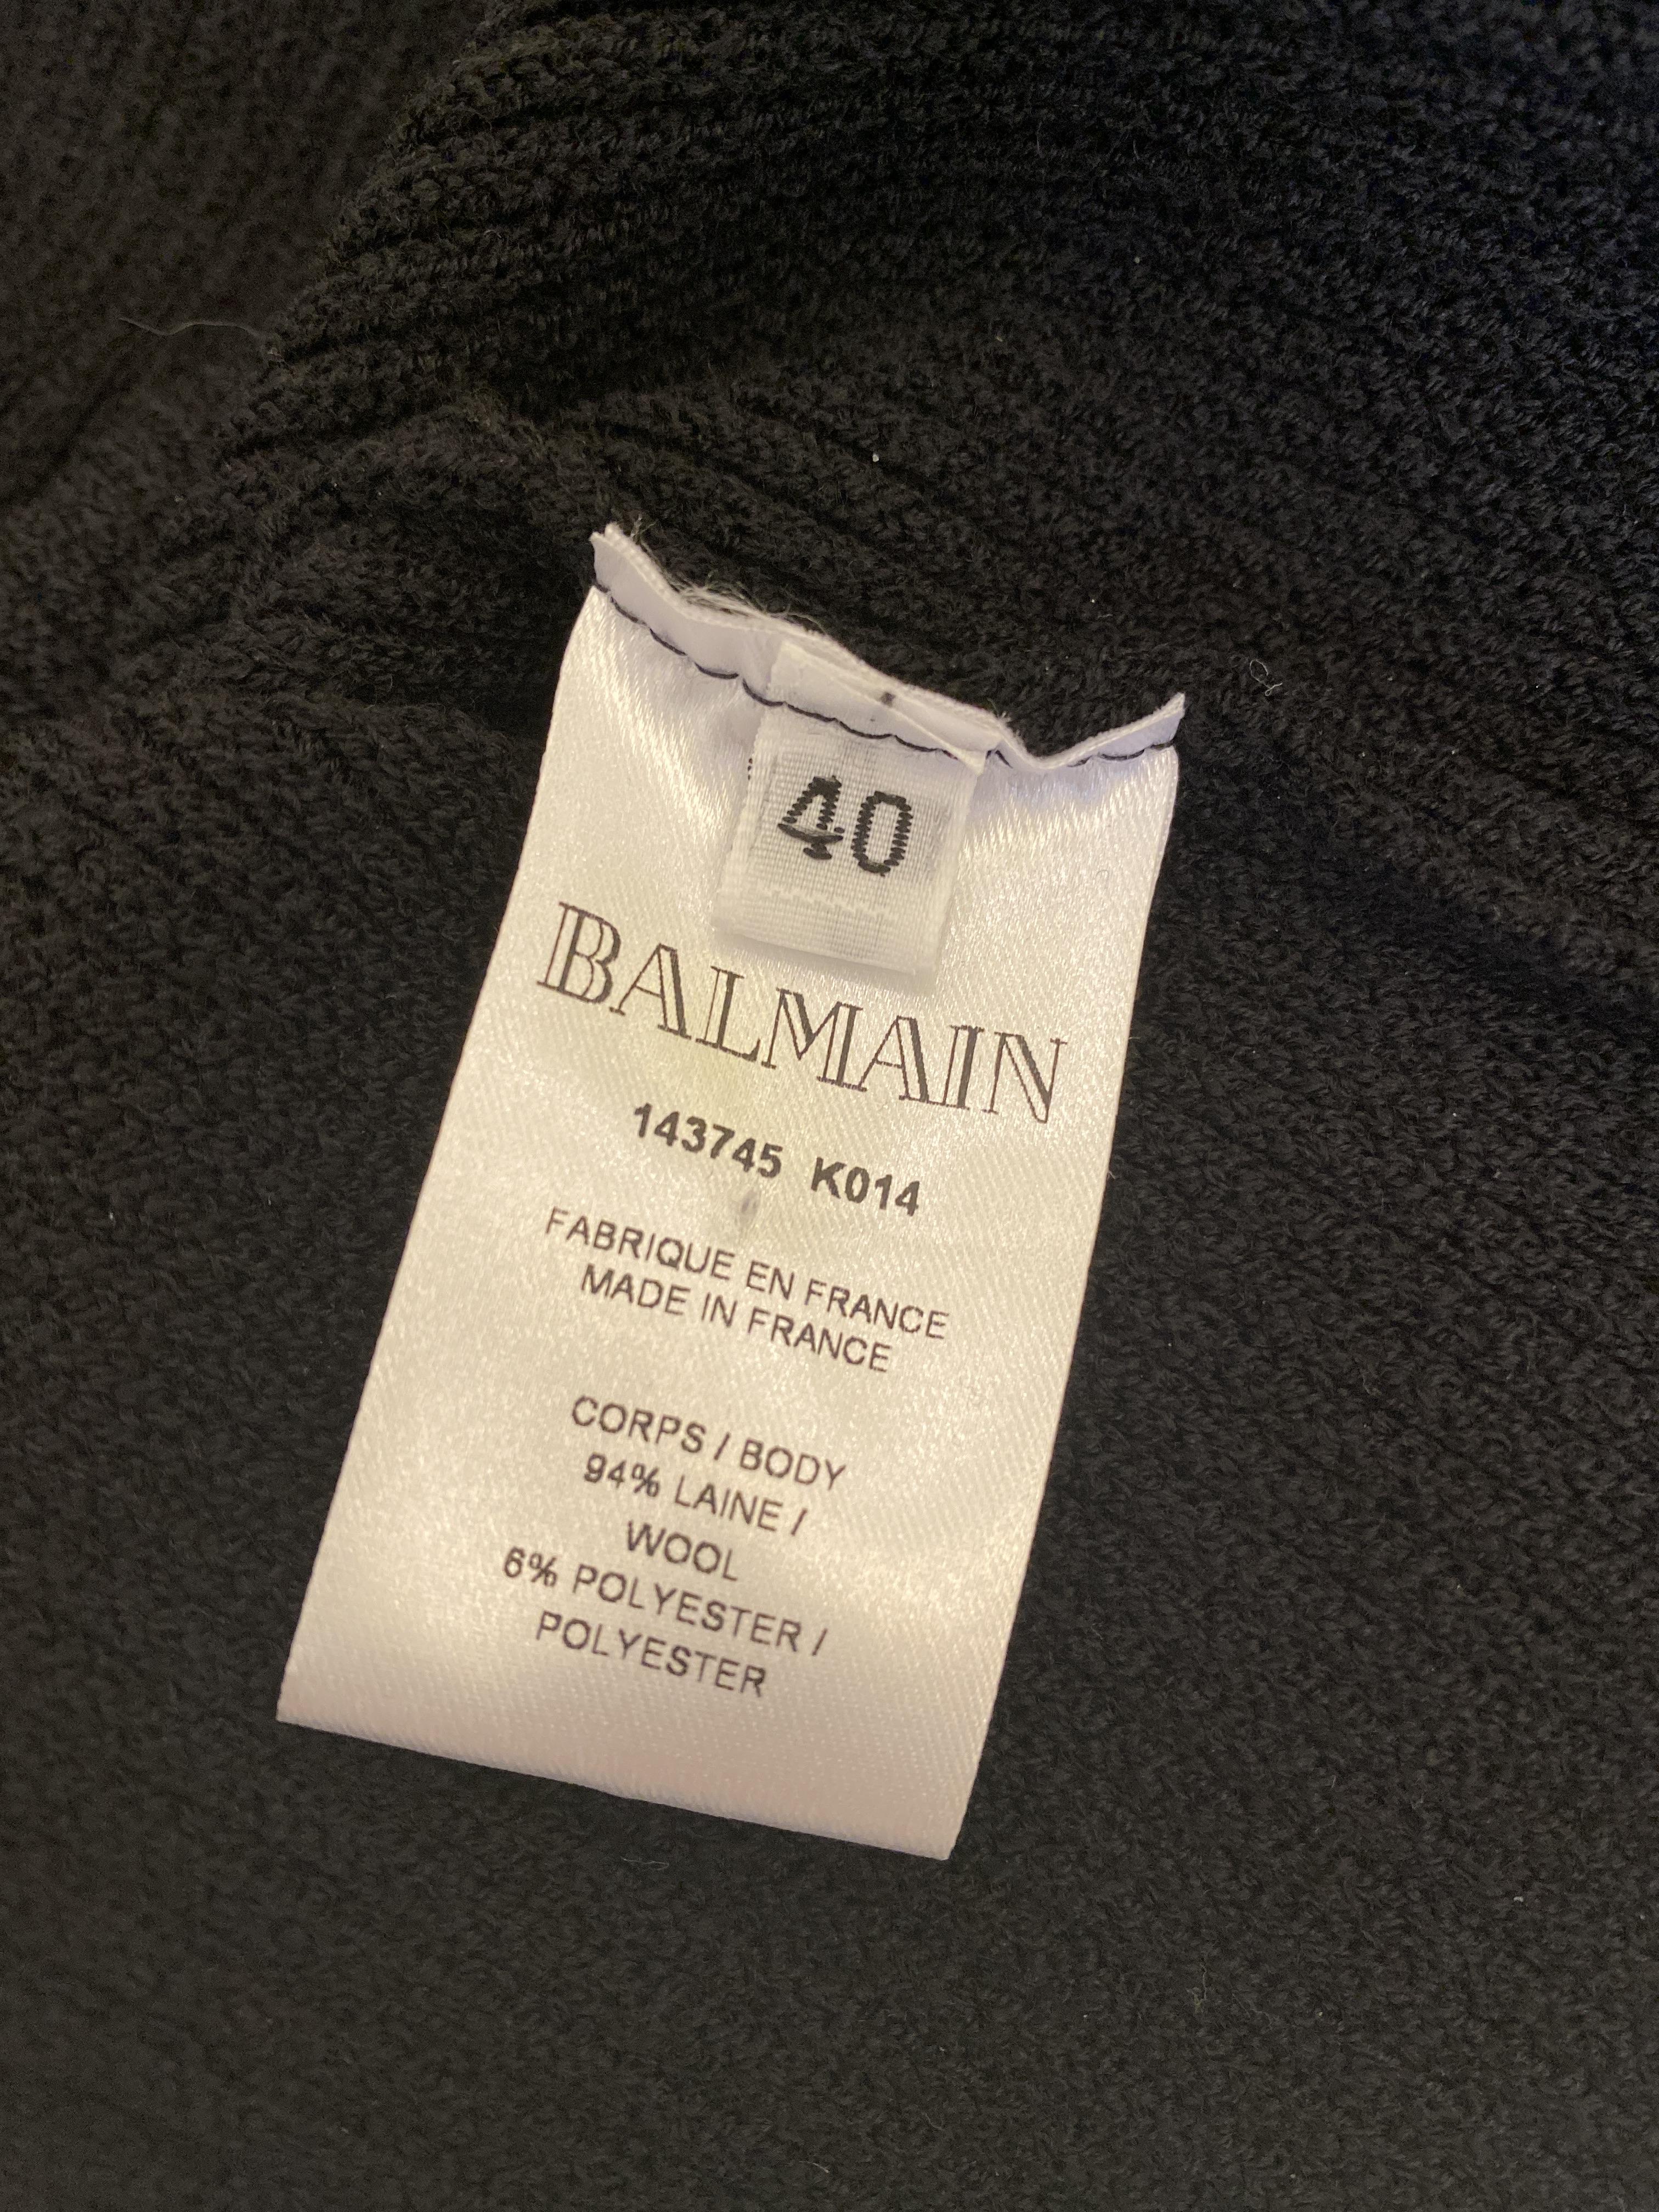 40
BALMAIN
143745 K014
FABRIQUE EN FRANCE
MADE IN FRANCE
CORPS / BODY
94% LAINE /
WOOL
6% POLYESTER /
POLYESTER